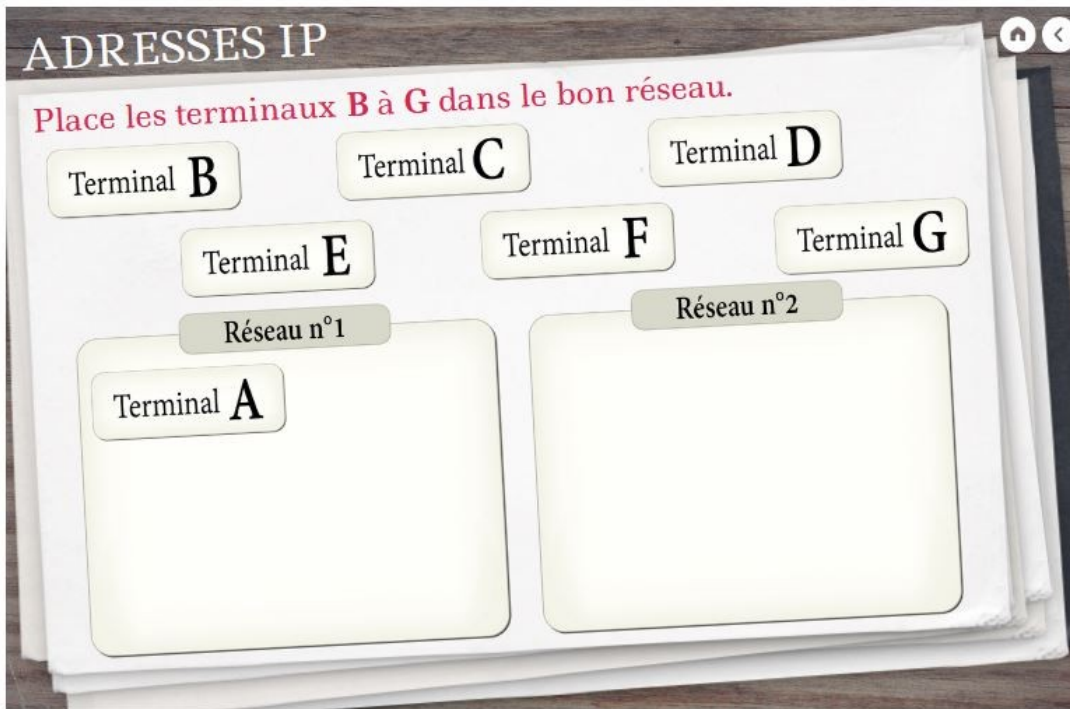 ADRESSES IP
Place les terminaux B à G dans le bon réseau.
Terminal B
Terminal C
Terminal D
Terminal E
Terminal F
Terminal G
Réseau n°1
Réseau n°2
Terminal A